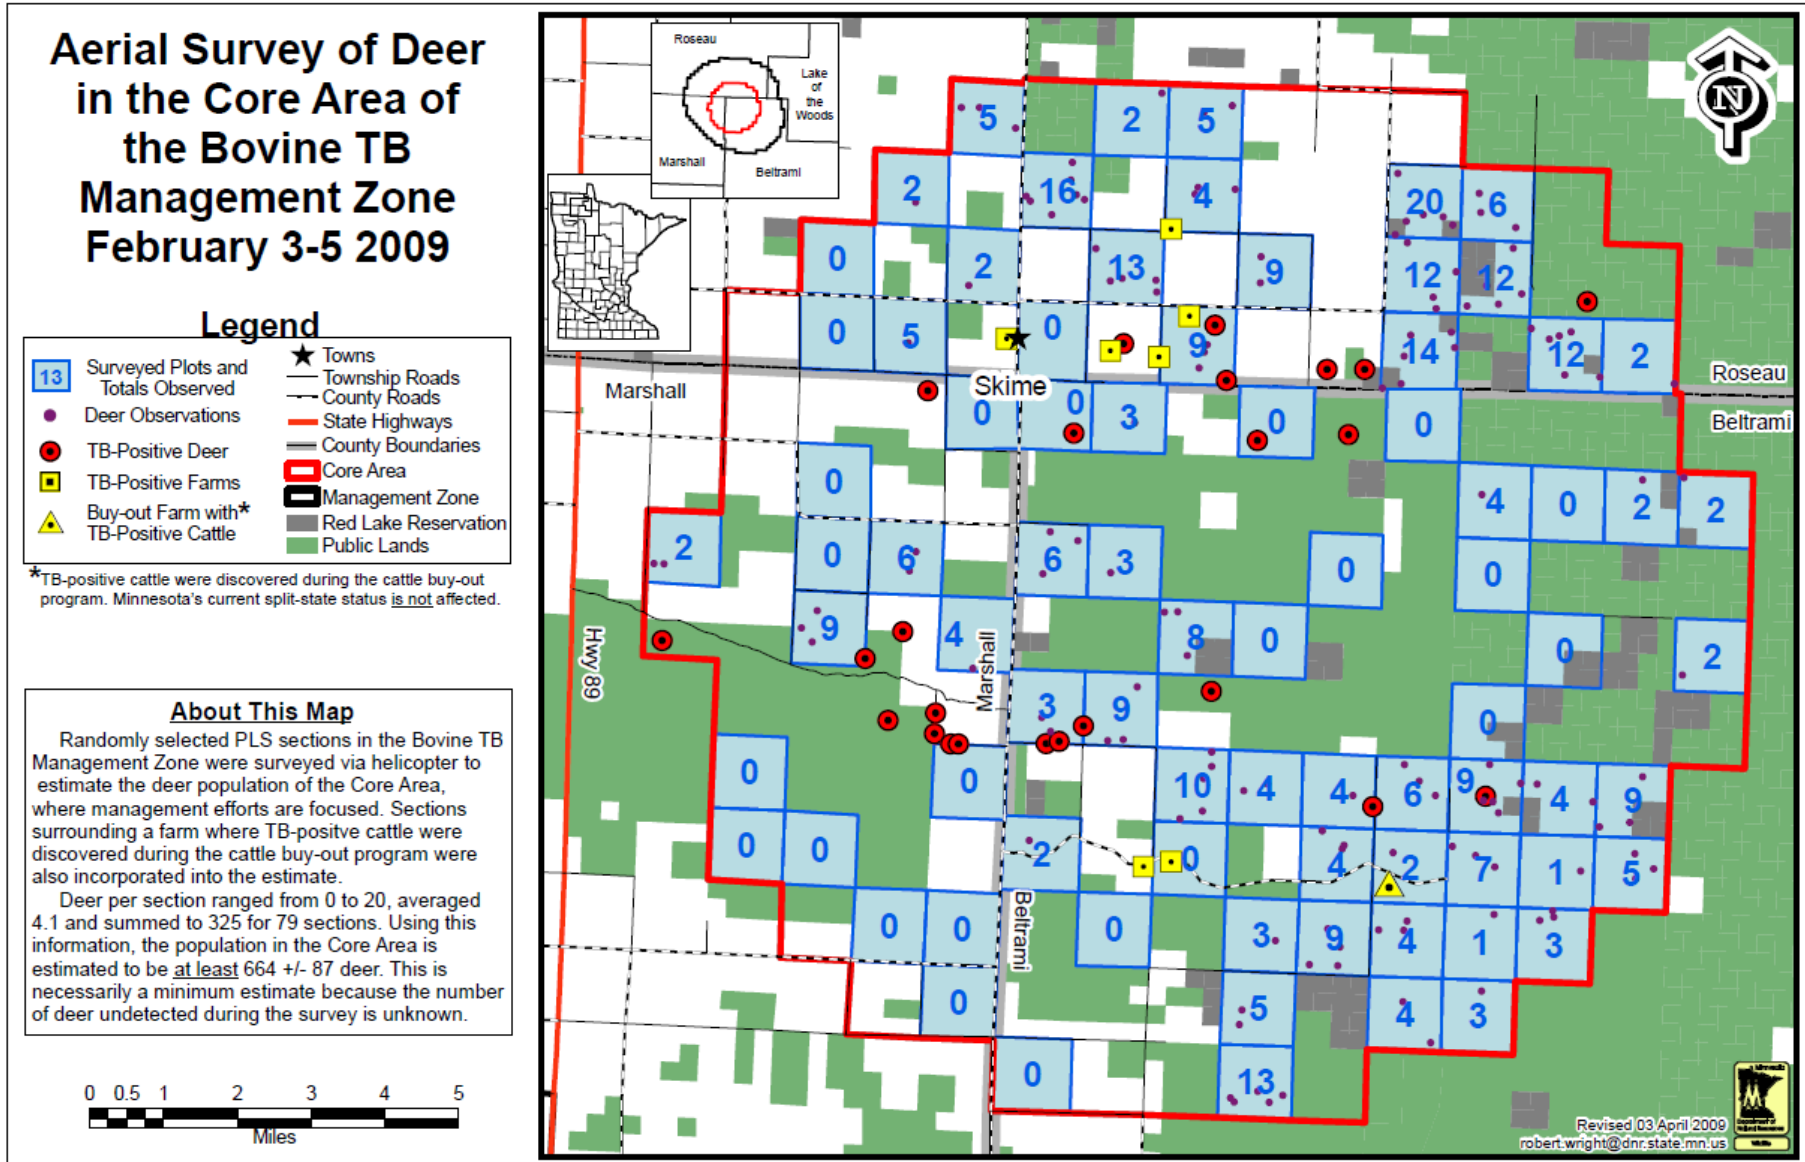 Aerial Survey of Deer
in the Core Area of
the Bovine TB
Management Zone
February 3-5 2009
Legend
13
Surveyed Plots and
Totals Observed
Deer Observations
TB-Positive Deer
TB-Positive Farms
Buy-out Farm with*
TB-Positive Cattle
Towns
Township Roads
County Roads
State Highways
County Boundaries
Core Area
Management Zone
Red Lake Reservation
Public Lands
*TB-positive cattle were discovered during the cattle buy-out
program. Minnesota's current split-state status is not affected.
About This Map
Randomly selected PLS sections in the Bovine TB
Management Zone were surveyed via helicopter to
estimate the deer population of the Core Area,
where management efforts are focused. Sections
surrounding a farm where TB-positve cattle were
discovered during the cattle buy-out program were
also incorporated into the estimate.
Deer per section ranged from 0 to 20, averaged
4.1 and summed to 325 for 79 sections. Using this
information, the population in the Core Area is
estimated to be at least 664 +/- 87 deer. This is
necessarily a minimum estimate because the number
of deer undetected during the survey is unknown.
0 0.5 1 2 3 4 5
Miles
Roseau
Lake
of
the
Woods
Marshall
Beltrami
N
5 2 5
2 16 4 20 6
0 2 13 9 12 12
0 5 0 9 14 12 2
Marshall
Skime
Roseau
Beltrami
0 0 3 0 0
0 4 0 2 2
2 0 6 6 3 0 0
Hwy 89
9 4 8 0 0 2
Marshall
3 9 0
0 0 10 4 4 6 9 4 9
0 0 2 0 4 2 7 1 5
Beltrami
0 0 0 3 9 4 1 3
0 5 4 3
0 13
Revised 03 April 2009
robert.wright@dnr.state.mn.us